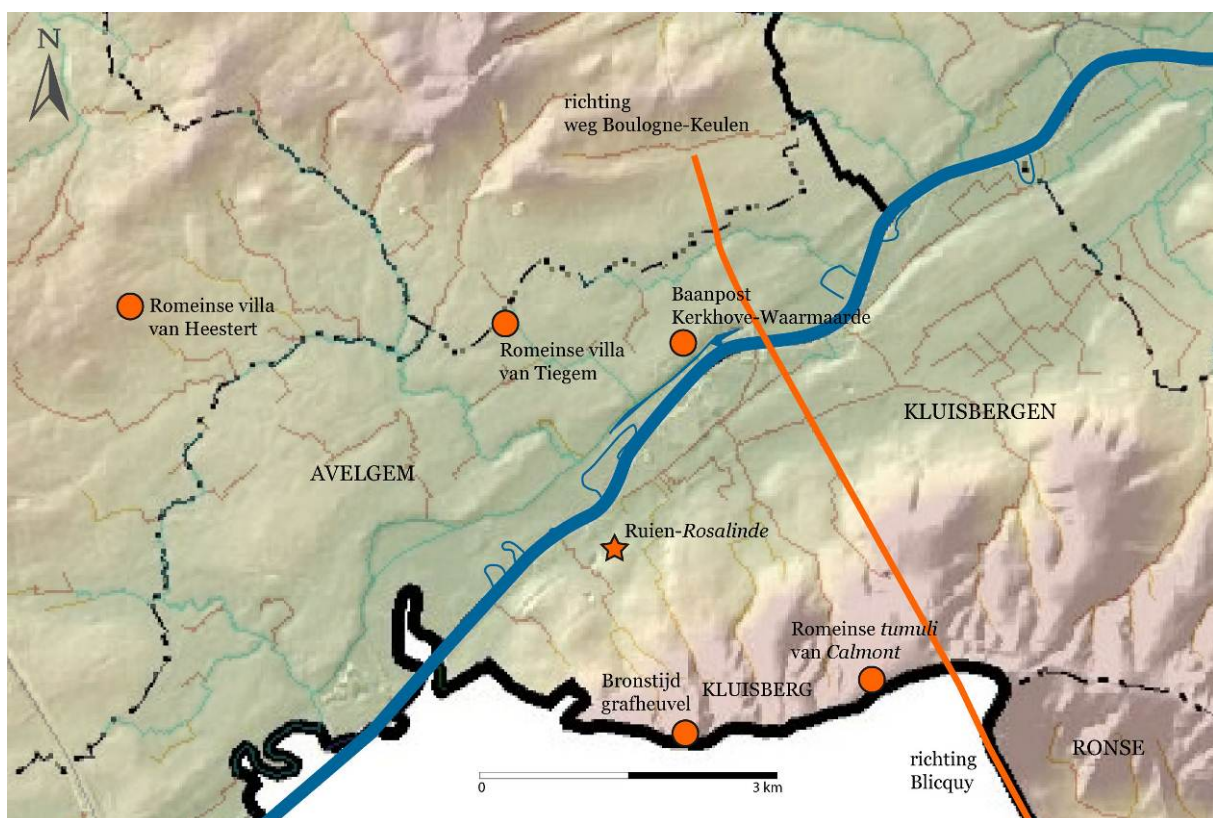 N
richting
weg Boulogne-Keulen
Romeinse villa
van Heestert
Baanpost
Kerkhove-Waarmaarde
Romeinse villa
van Tiegem
KLUISBERGEN
AVELGEM
Ruien-Rosalinde
Romeinse tumuli
van Calmont
Bronstijd
grafheuvel
KLUISBERG
RONSE
richting
Blicquy
0
3 km